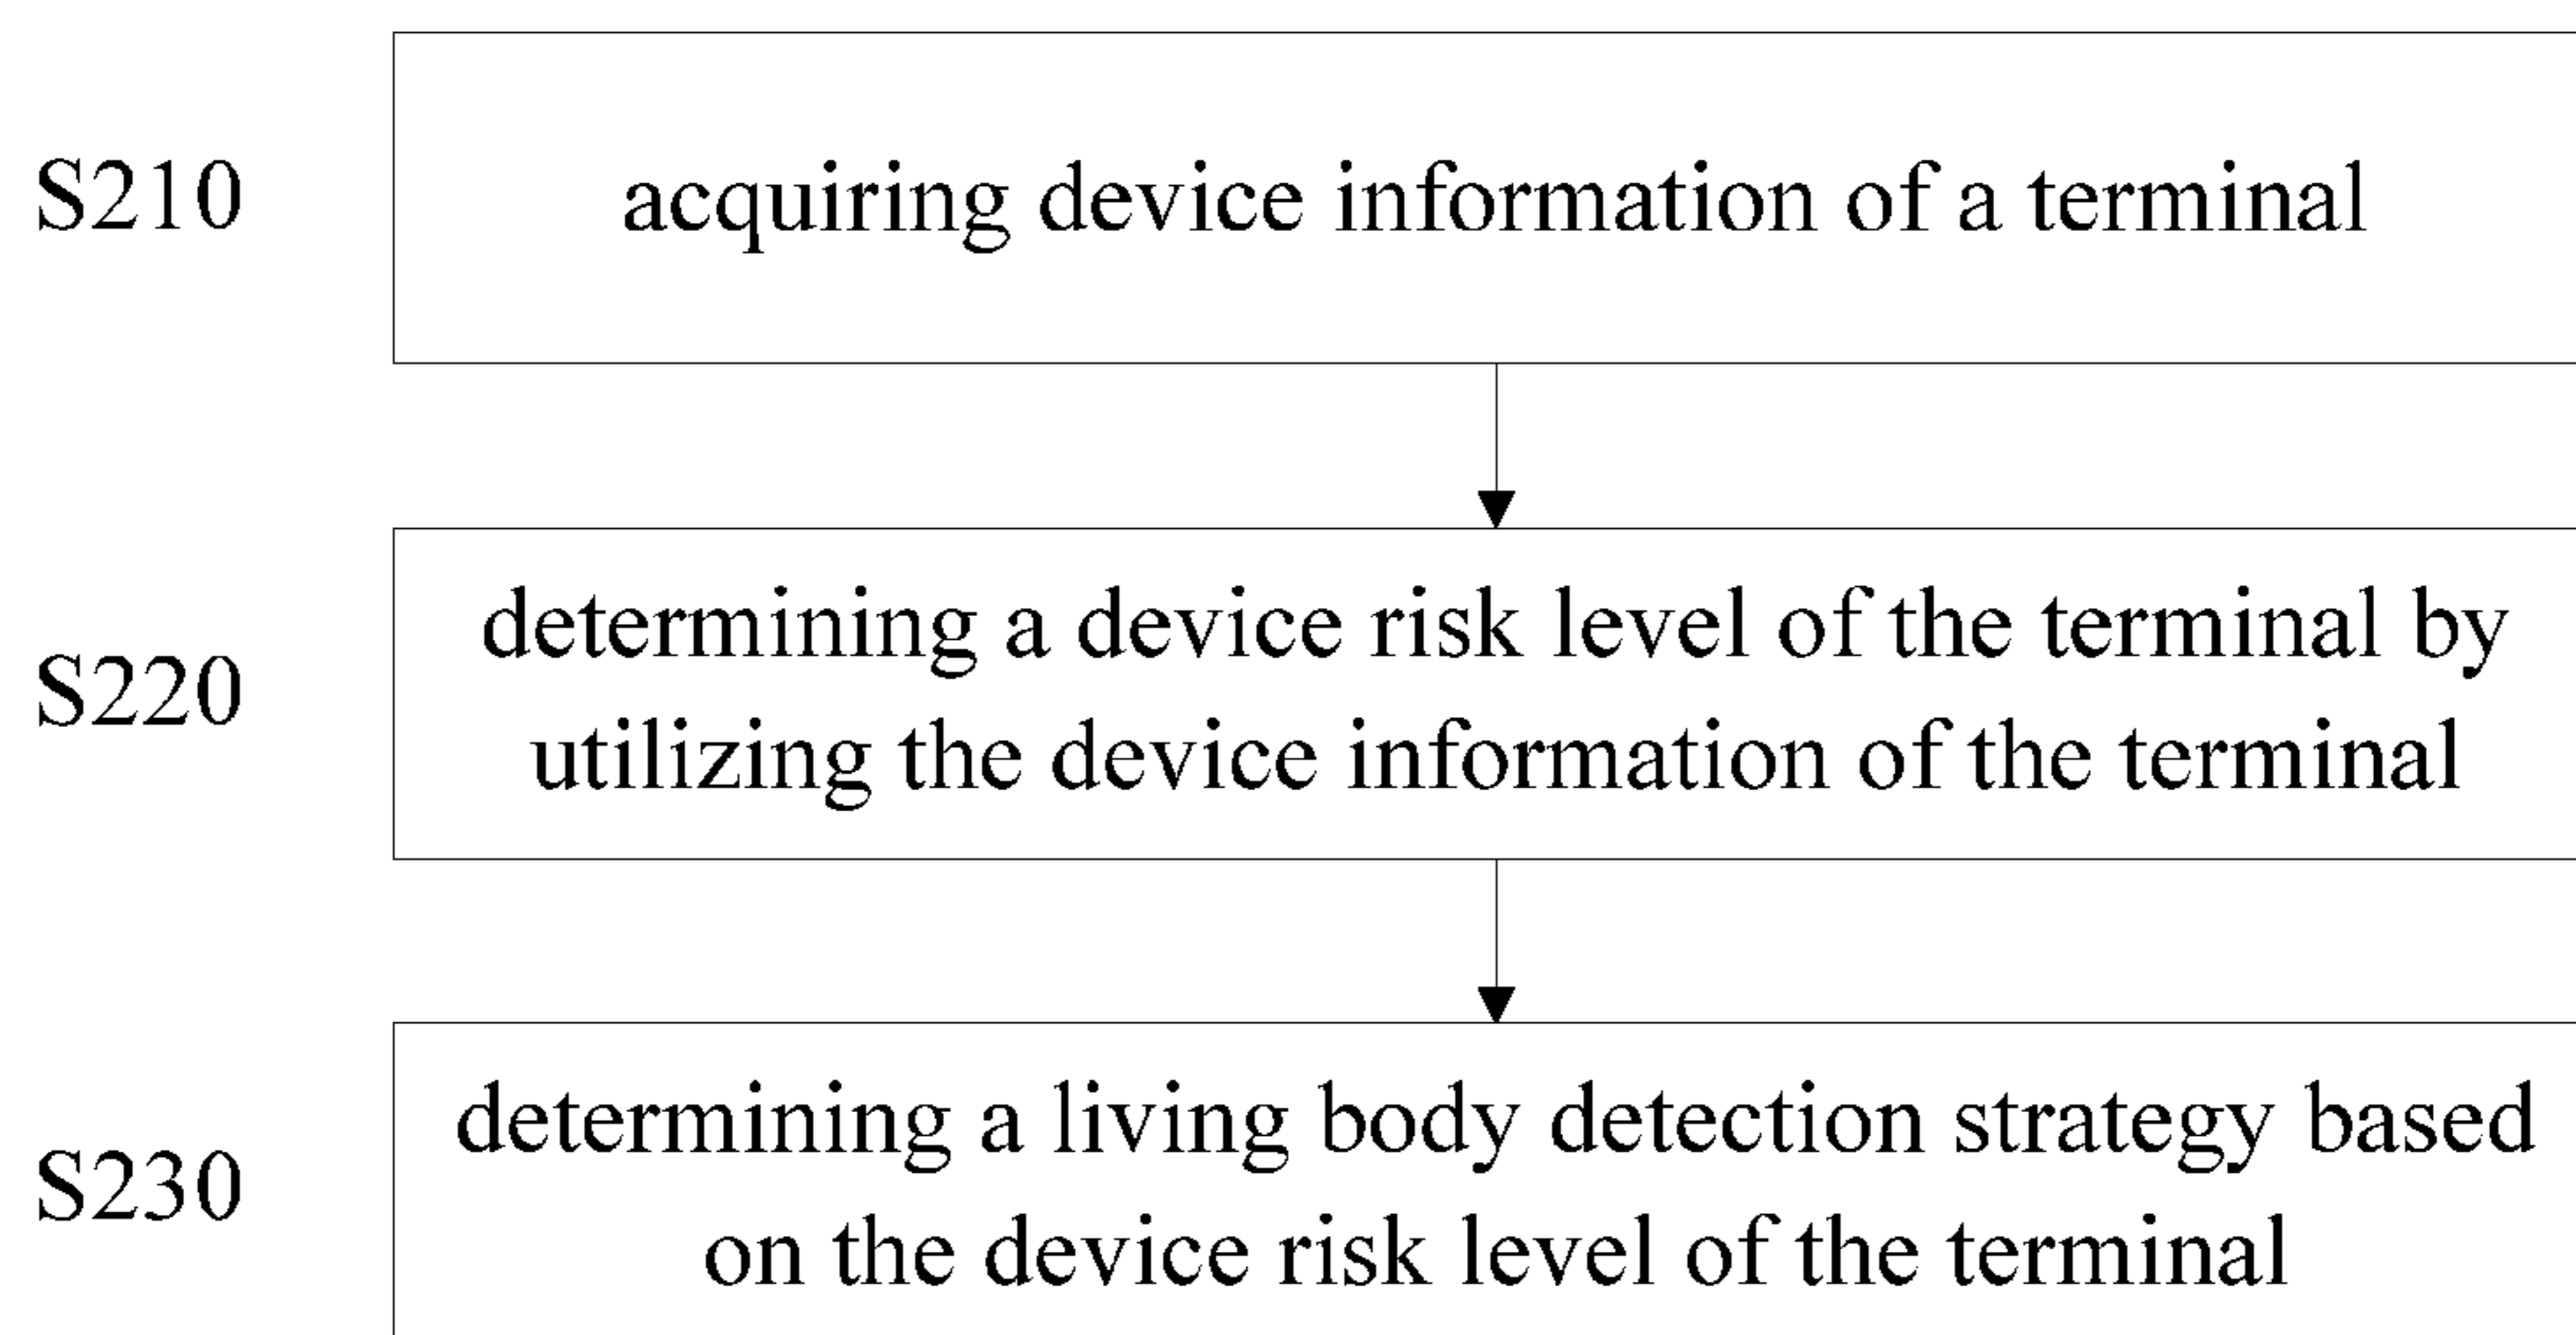 S210
acquiring device information of a terminal
S220
determining a device risk level of the terminal by
utilizing the device information of the terminal
S230
determining a living body detection strategy based
on the device risk level of the terminal